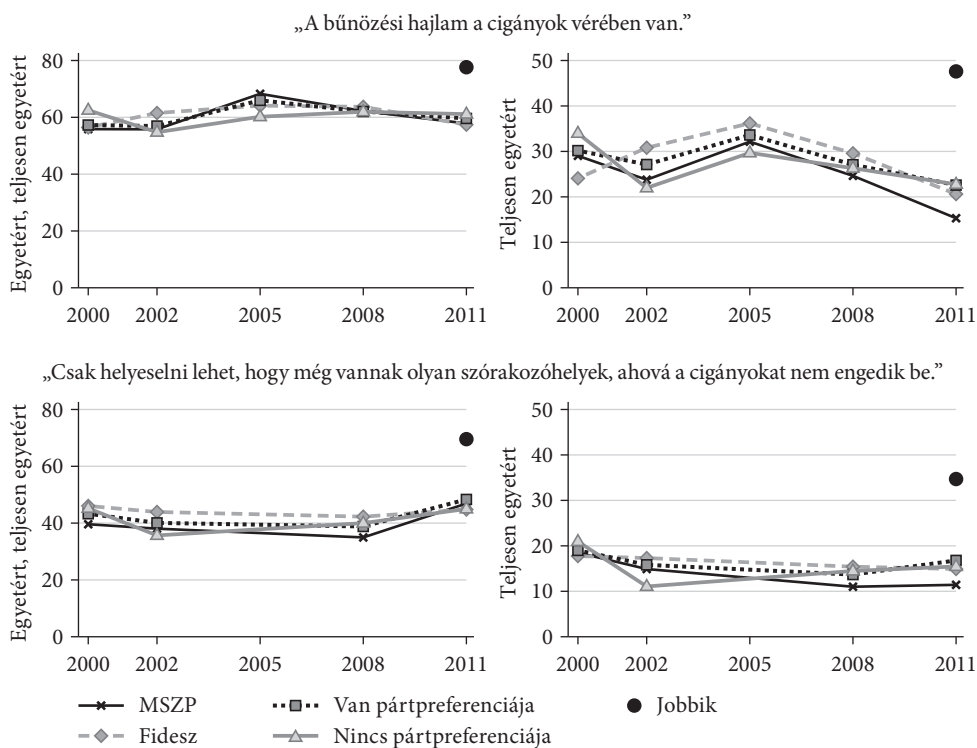 „A bűnözési hajlam a cigányok vérében van.”
Egyetért, teljesen egyetért
80
60
40
20
0
2000 2002 2005 2008 2011
Teljesen egyetért
50
40
30
20
10
0
2000 2002 2005 2008 2011
„Csak helyeselni lehet, hogy még vannak olyan szórakozóhelyek, ahová a cigányokat nem engedik be.”
Egyetért, teljesen egyetért
80
60
40
20
0
2000 2002 2005 2008 2011
Teljesen egyetért
50
40
30
20
10
0
2000 2002 2005 2008 2011
MSZP Van pártpreferenciája Jobbik
Fidesz Nincs pártpreferenciája